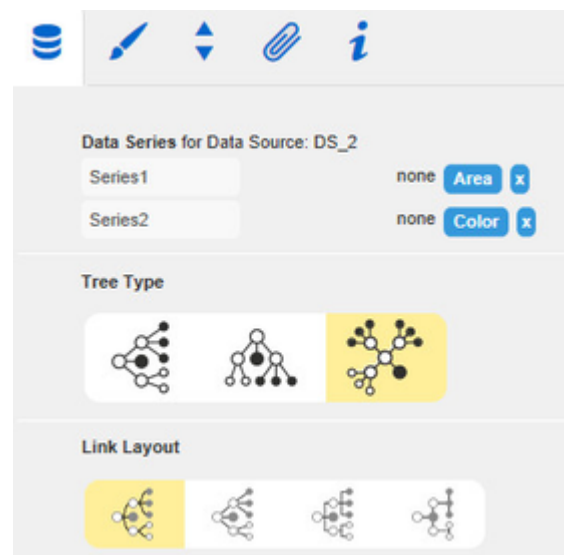 Data Series for Data Source: DS_2
Series1 none Area x
Series2 none Color x
Tree Type
Link Layout